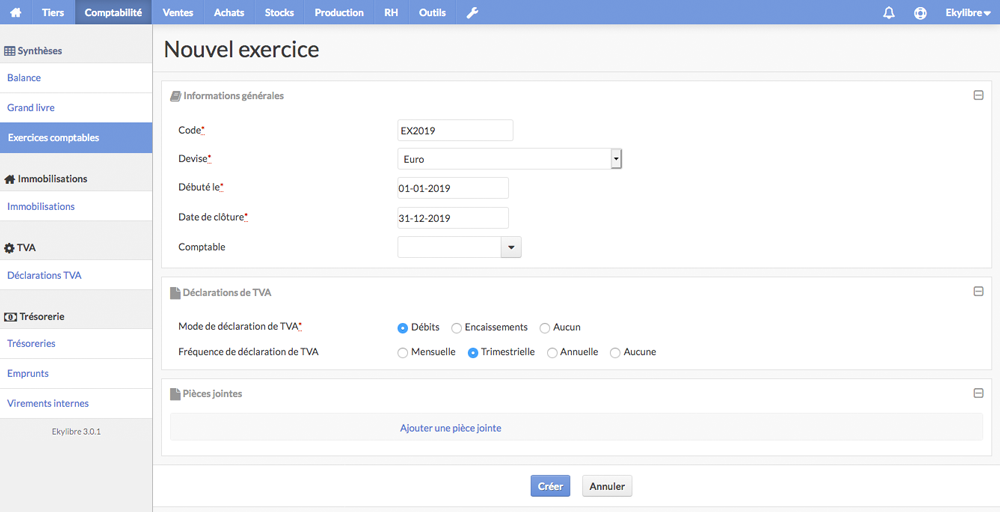 Tiers Comptabilité Ventes Achats Stocks Production RH Outils Ekylibre
Synthèses
Balance
Grand livre
Exercices comptables
Immobilisations
Immobilisations
TVA
Déclarations TVA
Trésorerie
Trésoreries
Emprunts
Virements internes
Ekylibre 3.0.1
Nouvel exercice
Informations générales
Code* EX2019
Devise* Euro
Débuté le* 01-01-2019
Date de clôture* 31-12-2019
Comptable
Déclarations de TVA
Mode de déclaration de TVA* Débits Encaissements Aucun
Fréquence de déclaration de TVA Mensuelle Trimestrielle Annuelle Aucune
Pièces jointes
Ajouter une pièce jointe
Créer Annuler